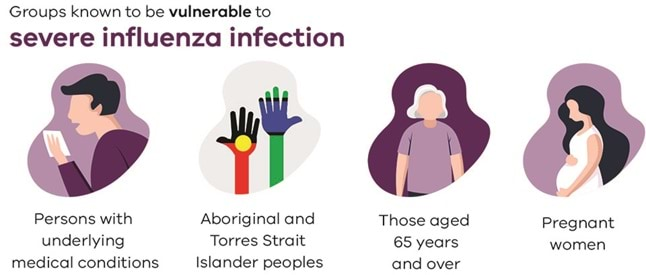 Groups known to be vulnerable to
severe influenza infection
Persons with
underlying
medical conditions
Aboriginal and
Torres Strait
Islander peoples
Those aged
65 years
and over
Pregnant
women